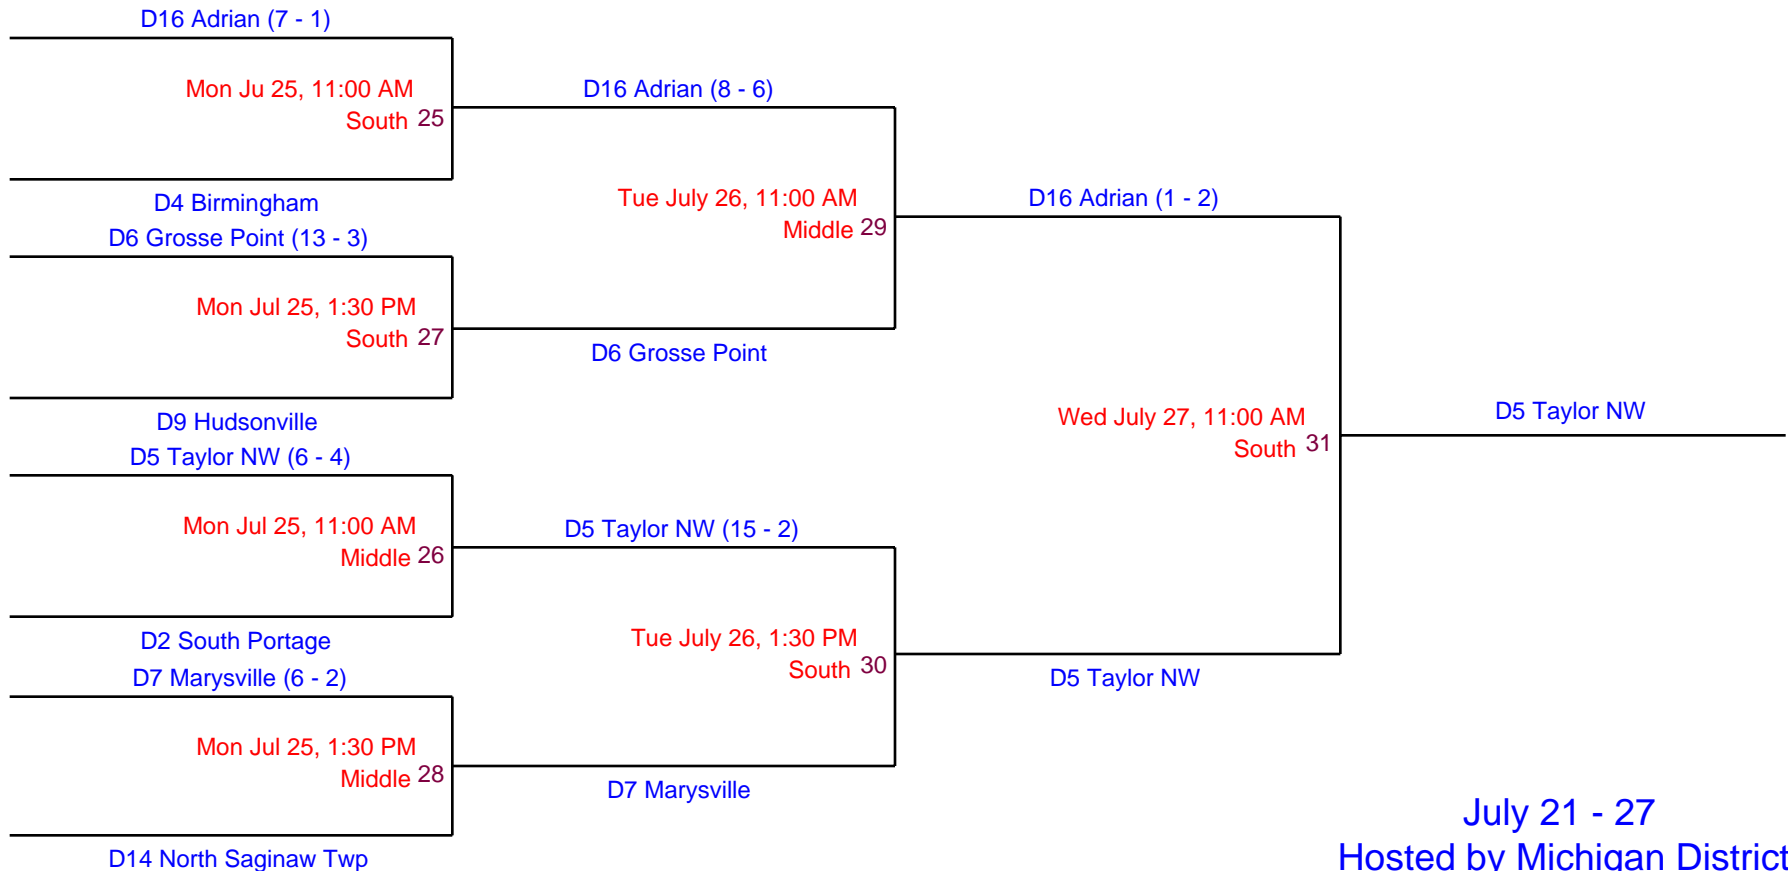 D16 Adrian (7 - 1)
Mon Ju 25, 11:00 AM
South 25
D4 Birmingham
D6 Grosse Point (13 - 3)
Mon Jul 25, 1:30 PM
South 27
D9 Hudsonville
D5 Taylor NW (6 - 4)
Mon Jul 25, 11:00 AM
Middle 26
D2 South Portage
D7 Marysville (6 - 2)
Mon Jul 25, 1:30 PM
Middle 28
D14 North Saginaw Twp
D16 Adrian (8 - 6)
Tue July 26, 11:00 AM
Middle 29
D6 Grosse Point
D5 Taylor NW (15 - 2)
Tue July 26, 1:30 PM
South 30
D7 Marysville
D16 Adrian (1 - 2)
Wed July 27, 11:00 AM
South 31
D5 Taylor NW
D5 Taylor NW
July 21 - 27
Hosted by Michigan District